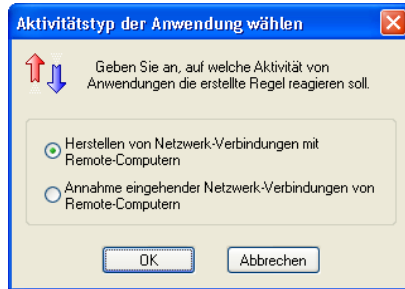 Aktivitätstyp der Anwendung wählen
Geben Sie an, auf welche Aktivität von
Anwendungen die erstellte Regel reagieren soll.
Herstellen von Netzwerk-Verbindungen mit
Remote-Computern
Annahme eingehender Netzwerk-Verbindungen von
Remote-Computern
OK
Abbrechen